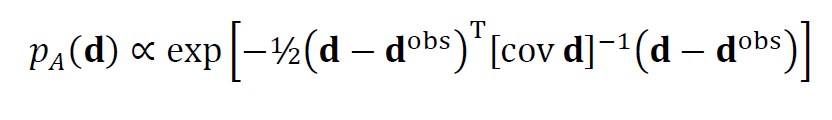 p_A(𝐝) ∝ exp[−½(𝐝 − 𝐝^obs)^T[cov 𝐝]^−1(𝐝 − 𝐝^obs)]